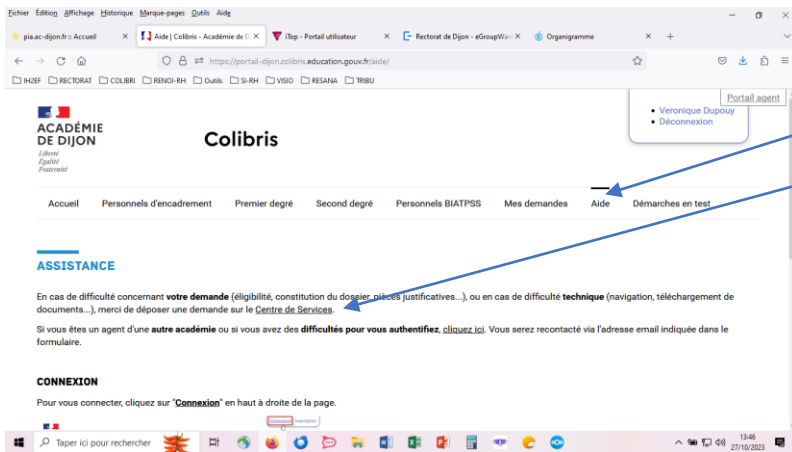 Eichier Édition Affichage Historique Marque-pages Outils Aide
pia.ac-dijon.fr :: Accueil
Aide | Colibris - Académie de D
iTop - Portail utilisateur
Rectorat de Dijon - eGroupWare
Organigramme
https://portail-dijon.colibris.education.gouv.fr/aide/
IH2EF RECTORAT COLIBRI RENOI-RH Outils SI-RH VISIO RESANA TRIBU
Portail agent
Veronique Dupouy
Déconnexion
ACADÉMIE
DE DIJON
Liberté
Égalité
Fraternité
Colibris
Accueil Personnels d'encadrement Premier degré Second degré Personnels BIATPSS Mes demandes Aide Démarches en test
ASSISTANCE
En cas de difficulté concernant votre demande (éligibilité, constitution du dossier, pièces justificatives...), ou en cas de difficulté technique (navigation, téléchargement de
documents...), merci de déposer une demande sur le Centre de Services.
Si vous êtes un agent d'une autre académie ou si vous avez des difficultés pour vous authentifiez, cliquez ici. Vous serez recontacté via l'adresse email indiquée dans le
formulaire.
CONNEXION
Pour vous connecter, cliquez sur "Connexion" en haut à droite de la page.
Connexion Inscription
Taper ici pour rechercher
13:46
27/10/2023